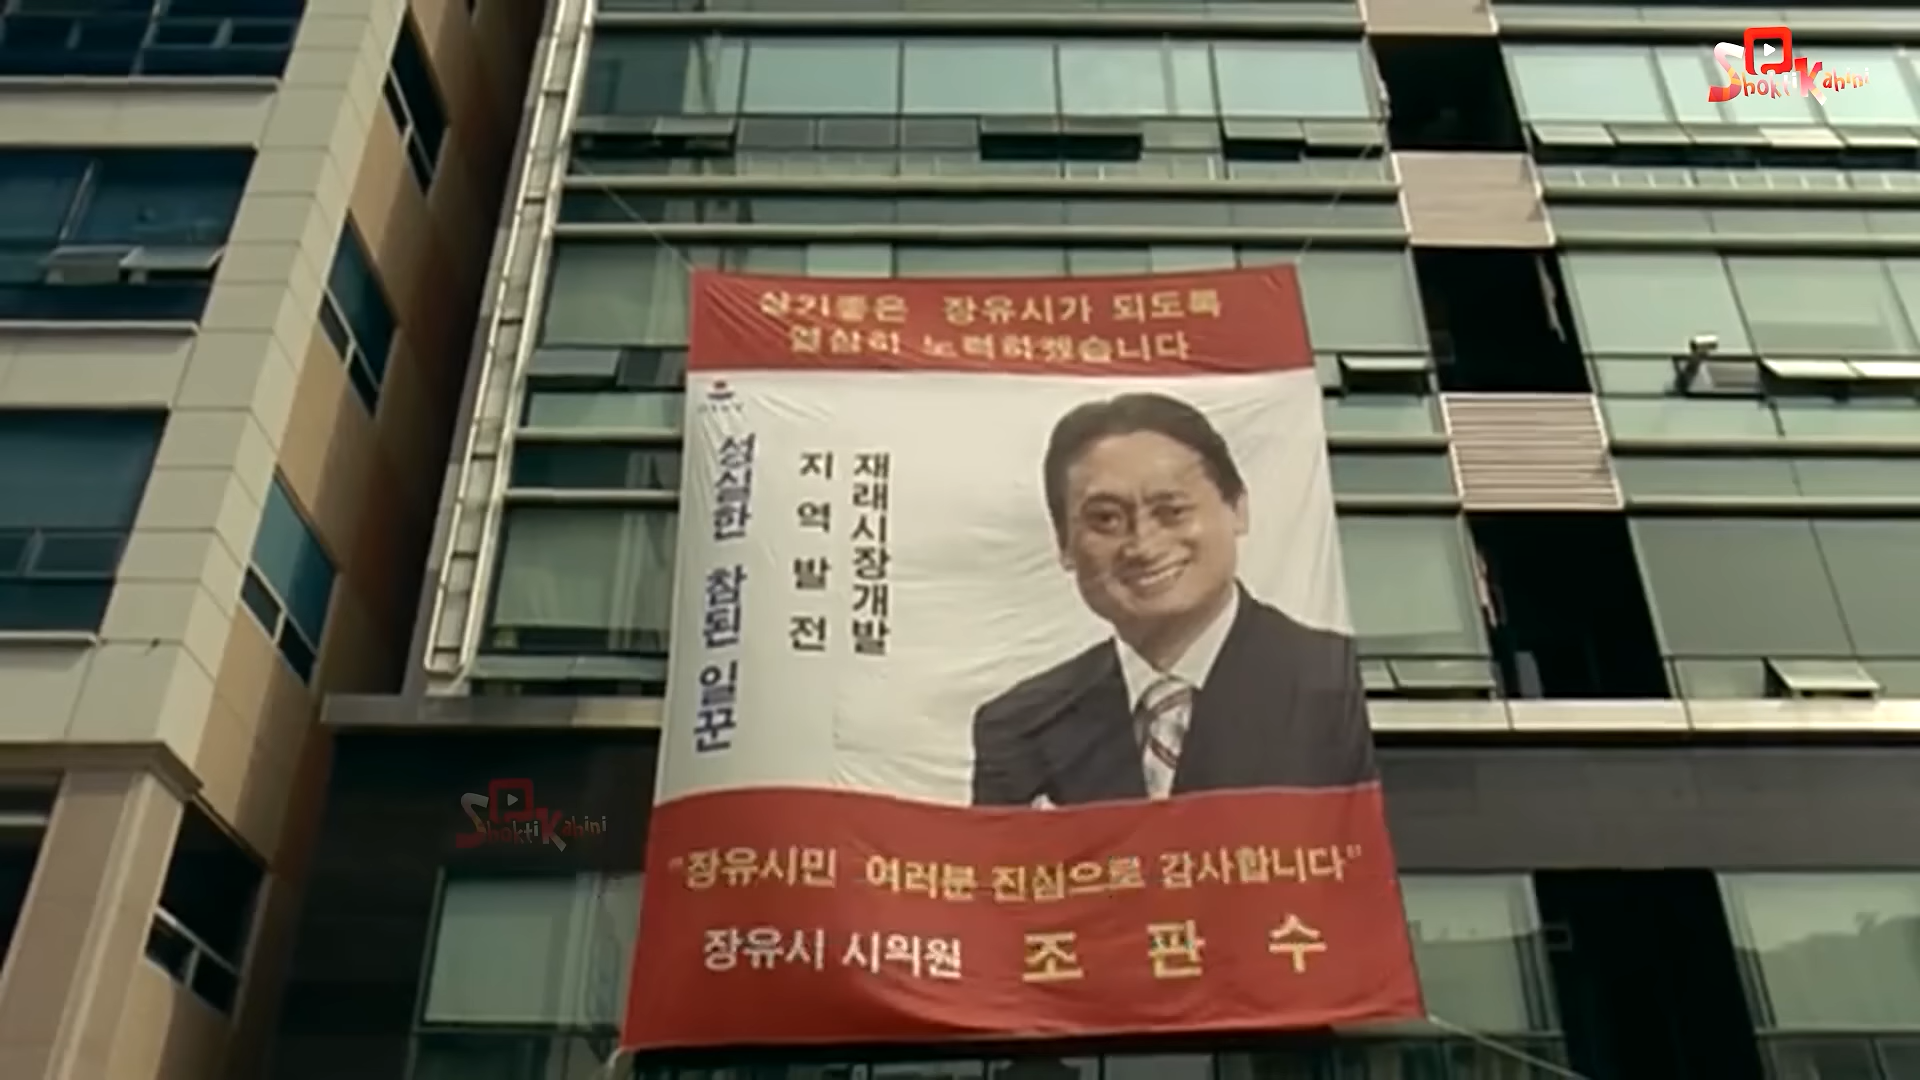 살기좋은 장유시가 되도록
열심히 노력하겠습니다
성실한 참된 일꾼
지역발전
재래시장개발
"장유시민 여러분 진심으로 감사합니다"
장유시 시의원 조판수
Shokti Kahini
Shokti Kahini